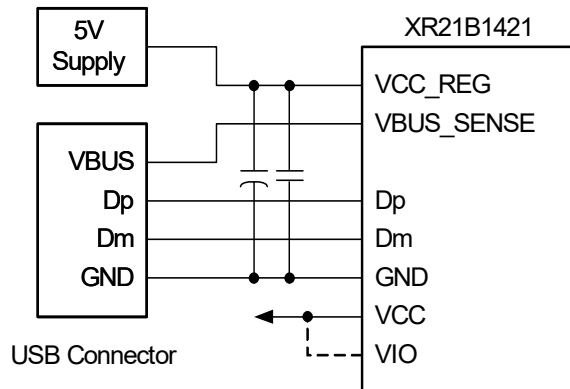 XR21B1421
5V
Supply
VCC_REG
VBUS_SENSE
VBUS
Dp
Dp
Dm
Dm
GND
GND
VCC
VIO
USB Connector